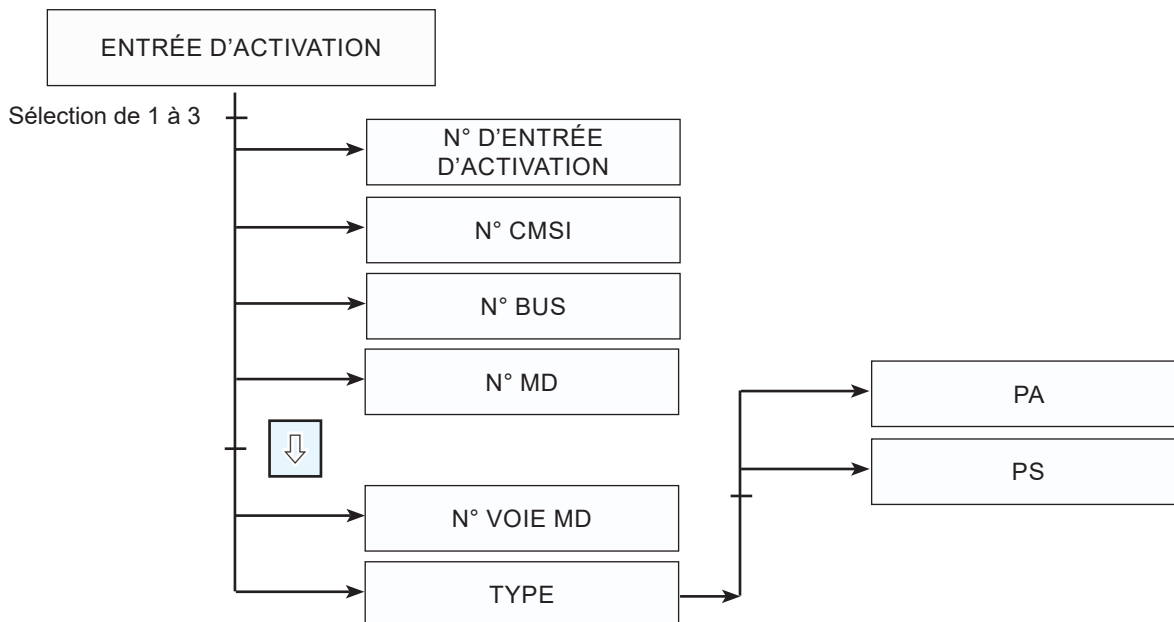 ENTRÉE D’ACTIVATION
Sélection de 1 à 3
N° D’ENTRÉE
D’ACTIVATION
N° CMSI
N° BUS
N° MD
N° VOIE MD
TYPE
PA
PS